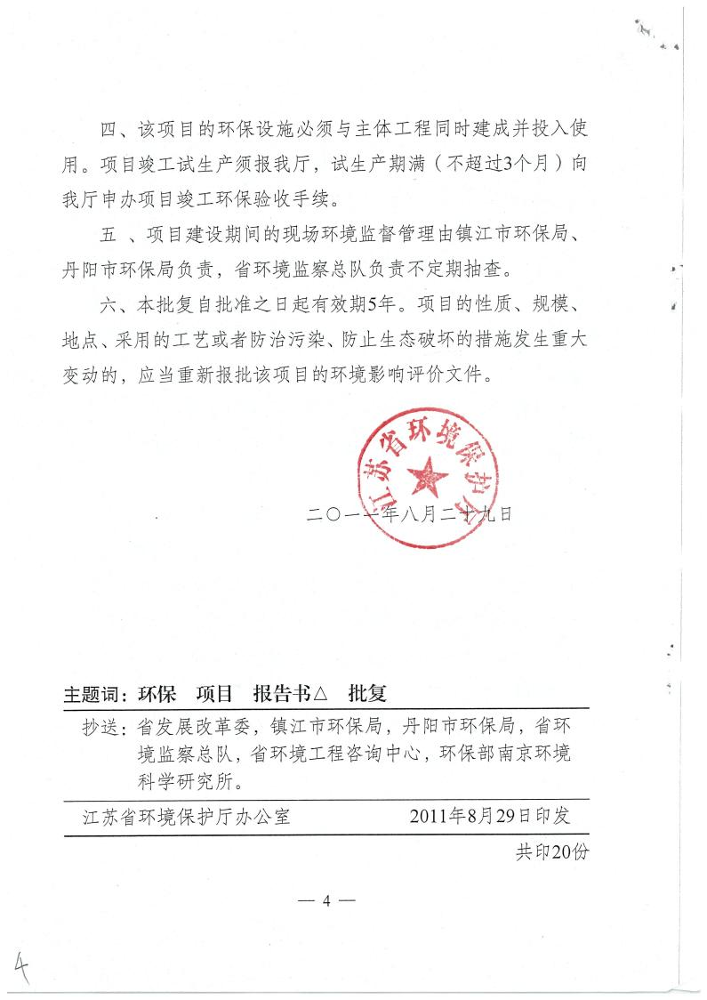 四、该项目的环保设施必须与主体工程同时建成并投入使
用。项目竣工试生产须报我厅，试生产期满（不超过3个月）向
我厅申办项目竣工环保验收手续。
五 、项目建设期间的现场环境监督管理由镇江市环保局、
丹阳市环保局负责，省环境监察总队负责不定期抽查。
六、本批复自批准之日起有效期5年。项目的性质、规模、
地点、采用的工艺或者防治污染、防止生态破坏的措施发生重大
变动的，应当重新报批该项目的环境影响评价文件。
江苏省环境保护厅
二〇一一年八月二十九日
主题词：环保 项目 报告书△ 批复
抄送：省发展改革委，镇江市环保局，丹阳市环保局，省环
境监察总队，省环境工程咨询中心，环保部南京环境
科学研究所。
江苏省环境保护厅办公室 2011年8月29日印发
共印20份
— 4 —
4